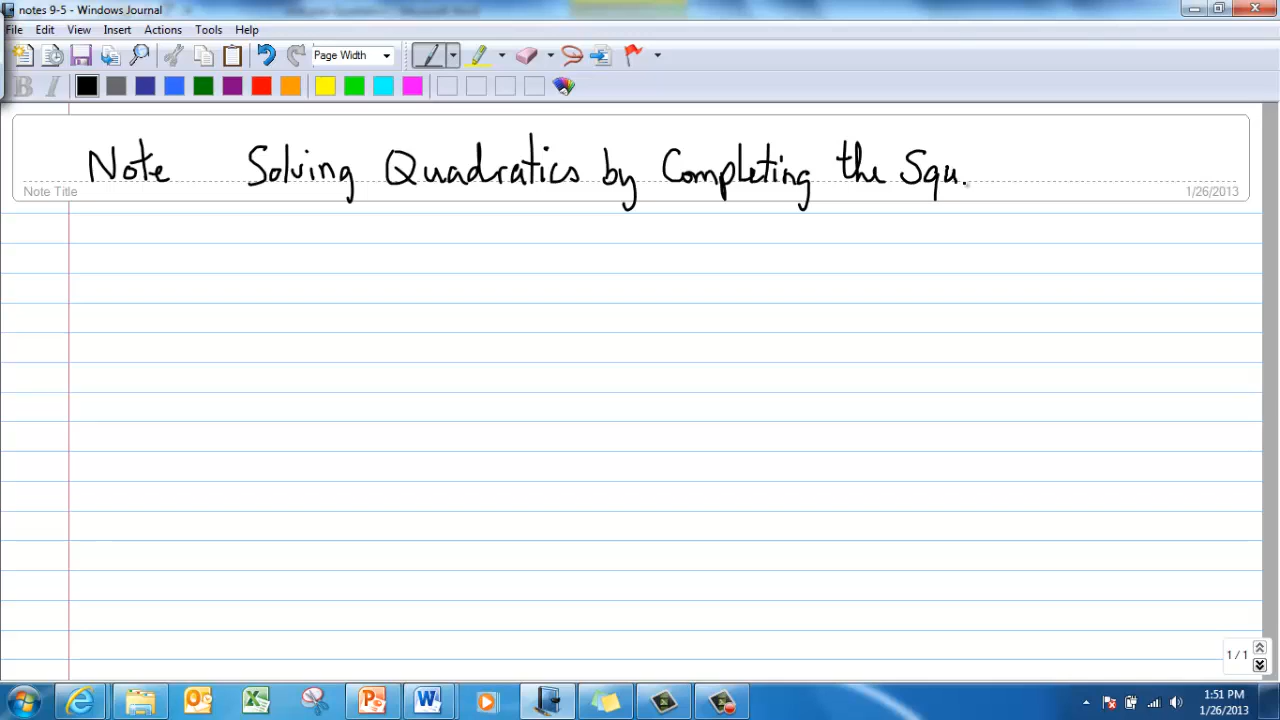 notes 9-5 - Windows Journal
File Edit View Insert Actions Tools Help
Page Width
B I
Note Solving Quadratics by Completing the Squ.
Note Title
1/26/2013
1 / 1
1:51 PM
1/26/2013